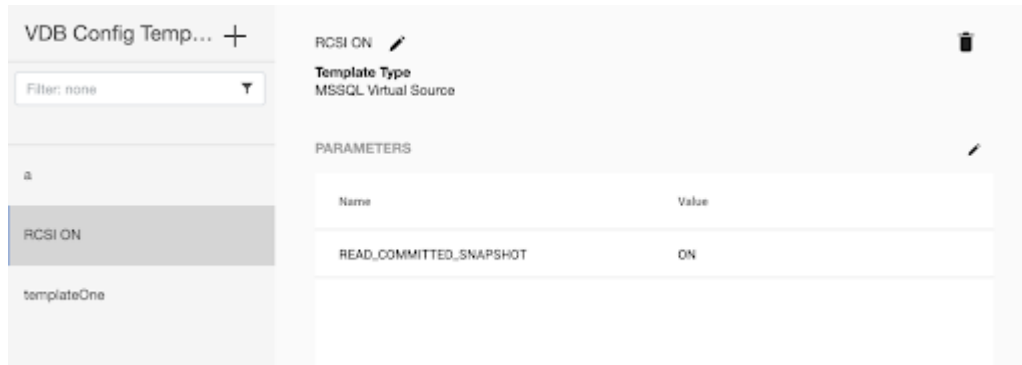 VDB Config Temp...
Filter: none
a
RCSI ON
templateOne
RCSI ON
Template Type
MSSQL Virtual Source
PARAMETERS
Name Value
READ_COMMITTED_SNAPSHOT ON